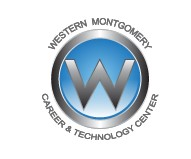 WESTERN MONTGOMERY
W
CAREER & TECHNOLOGY CENTER